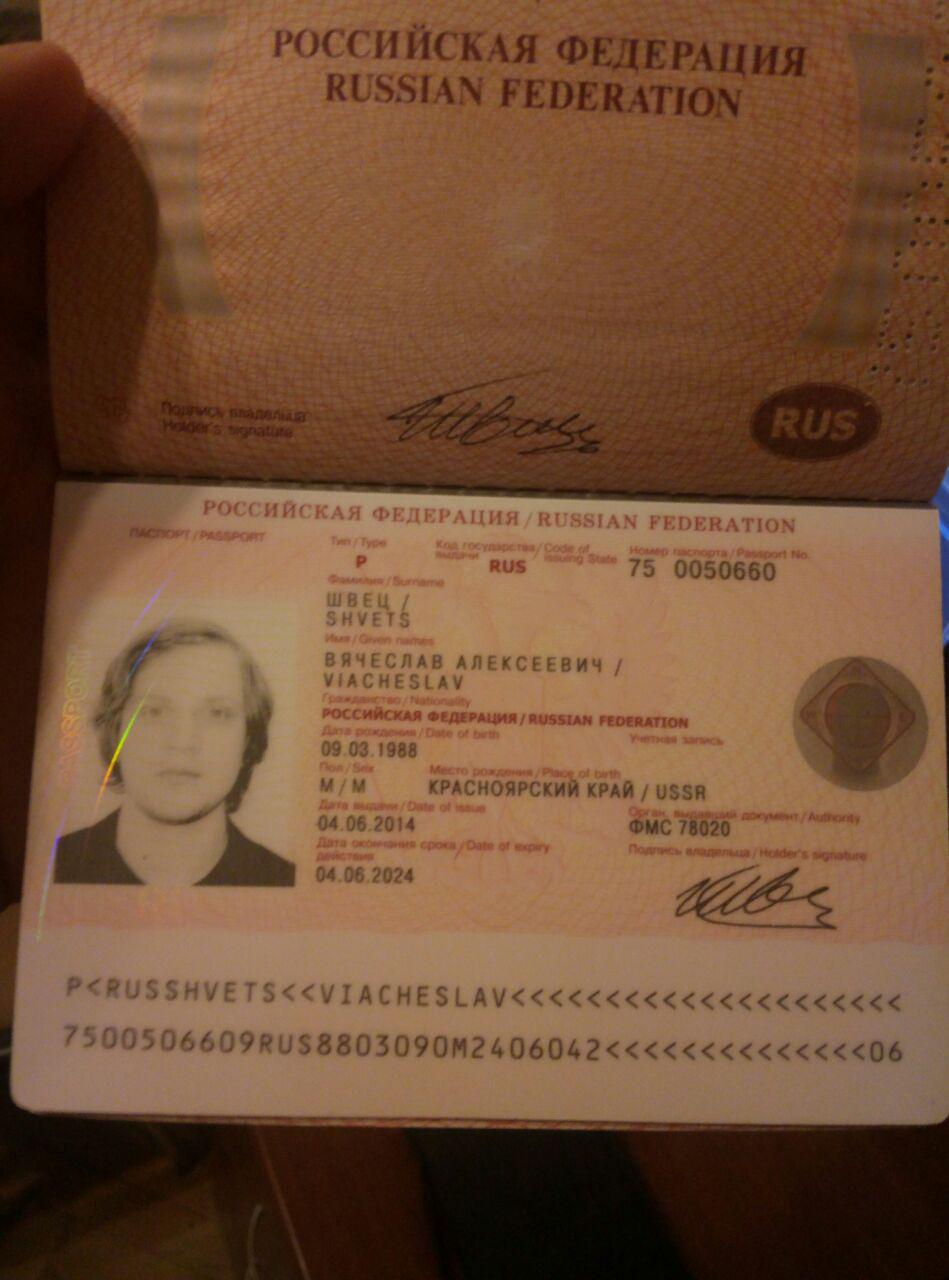 РОССИЙСКАЯ ФЕДЕРАЦИЯ
RUSSIAN FEDERATION
Подпись владельца
Holder's signature
RUS
РОССИЙСКАЯ ФЕДЕРАЦИЯ / RUSSIAN FEDERATION
ПАСПОРТ / PASSPORT
Тип / Type
Код государства / Code of
выдачи issuing State
Номер паспорта / Passport No.
P
RUS
75 0050660
Фамилия / Surname
ШВЕЦ /
SHVETS
Имя / Given names
ВЯЧЕСЛАВ АЛЕКСЕЕВИЧ /
VIACHESLAV
Гражданство / Nationality
РОССИЙСКАЯ ФЕДЕРАЦИЯ / RUSSIAN FEDERATION
Дата рождения / Date of birth
Учетная запись
09.03.1988
Пол / Sex
Место рождения / Place of birth
М / M
КРАСНОЯРСКИЙ КРАЙ / USSR
Дата выдачи / Date of issue
Орган, выдавший документ / Authority
04.06.2014
ФМС 78020
Дата окончания срока / Date of expiry
действия
Подпись владельца / Holder's signature
04.06.2024
PASSPORT
P<RUSSHVETS<<VIACHESLAV<<<<<<<<<<<<<<<<<<<<<
7500506609RUS8803090M2406042<<<<<<<<<<<<<<06